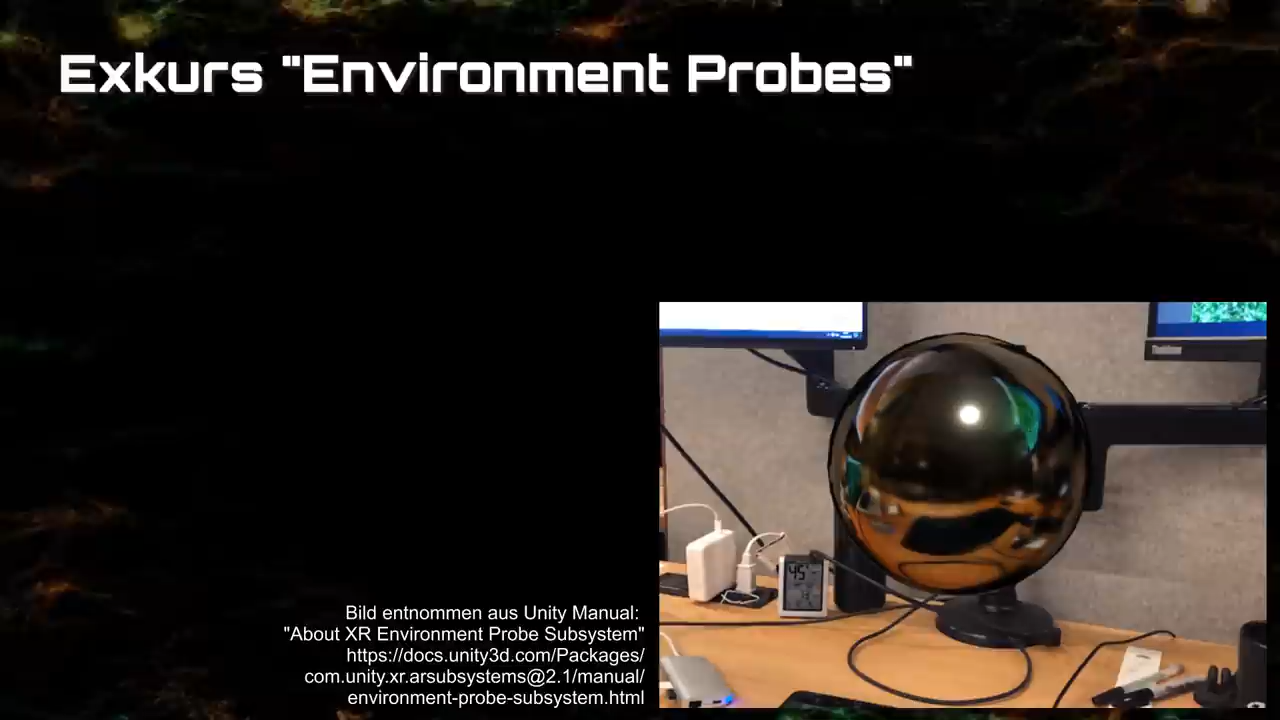 Exkurs "Environment Probes"
Bild entnommen aus Unity Manual:
"About XR Environment Probe Subsystem"
https://docs.unity3d.com/Packages/
com.unity.xr.arsubsystems@2.1/manual/
environment-probe-subsystem.html
45